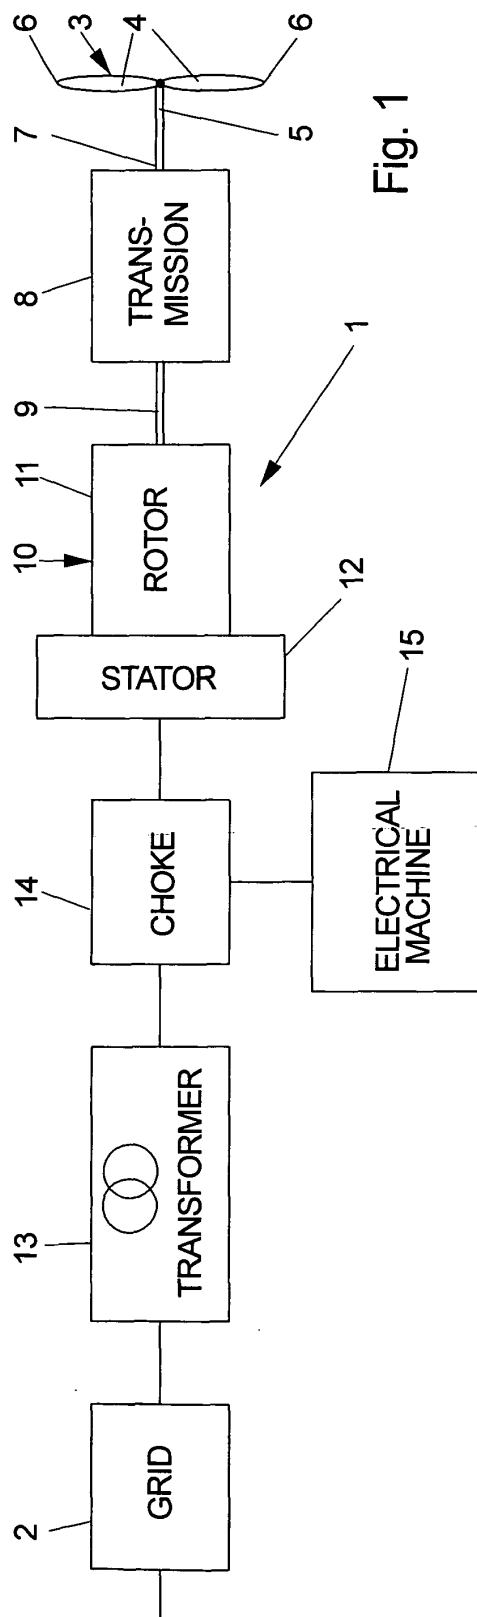 2
13
14
10
11
9
8
7
6
3
4
GRID
TRANSFORMER
CHOKE
STATOR
ROTOR
TRANS-
MISSION
5
6
12
1
15
ELECTRICAL
MACHINE
Fig. 1